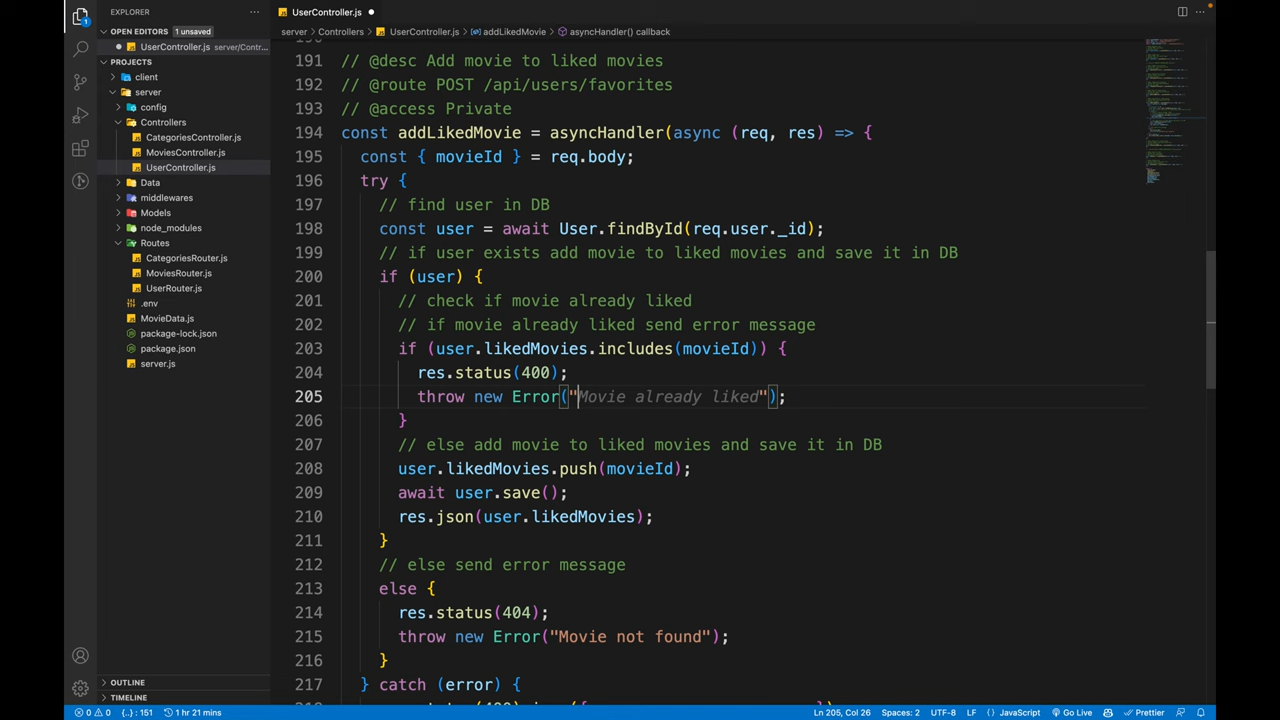 EXPLORER
UserController.js
OPEN EDITORS 1 unsaved
UserController.js server/Contr...
PROJECTS
client
server
config
Controllers
CategoriesController.js
MoviesController.js
UserController.js
Data
middlewares
Models
node_modules
Routes
CategoriesRouter.js
MoviesRouter.js
UserRouter.js
.env
MovieData.js
package-lock.json
package.json
server.js
OUTLINE
TIMELINE
server > Controllers > UserController.js > addLikedMovie > asyncHandler() callback
191 // @desc Add movie to liked movies
192 // @route POST /api/users/favorites
193 // @access Private
194 const addLikedMovie = asyncHandler(async (req, res) => {
195 const { movieId } = req.body;
196 try {
197 // find user in DB
198 const user = await User.findById(req.user._id);
199 // if user exists add movie to liked movies and save it in DB
200 if (user) {
201 // check if movie already liked
202 // if movie already liked send error message
203 if (user.likedMovies.includes(movieId)) {
204 res.status(400);
205 throw new Error("Movie already liked");
206 }
207 // else add movie to liked movies and save it in DB
208 user.likedMovies.push(movieId);
209 await user.save();
210 res.json(user.likedMovies);
211 }
212 // else send error message
213 else {
214 res.status(404);
215 throw new Error("Movie not found");
216 }
217 } catch (error) {
0 0 {..} : 151 1 hr 21 mins Ln 205, Col 26 Spaces: 2 UTF-8 LF {} JavaScript Go Live Prettier